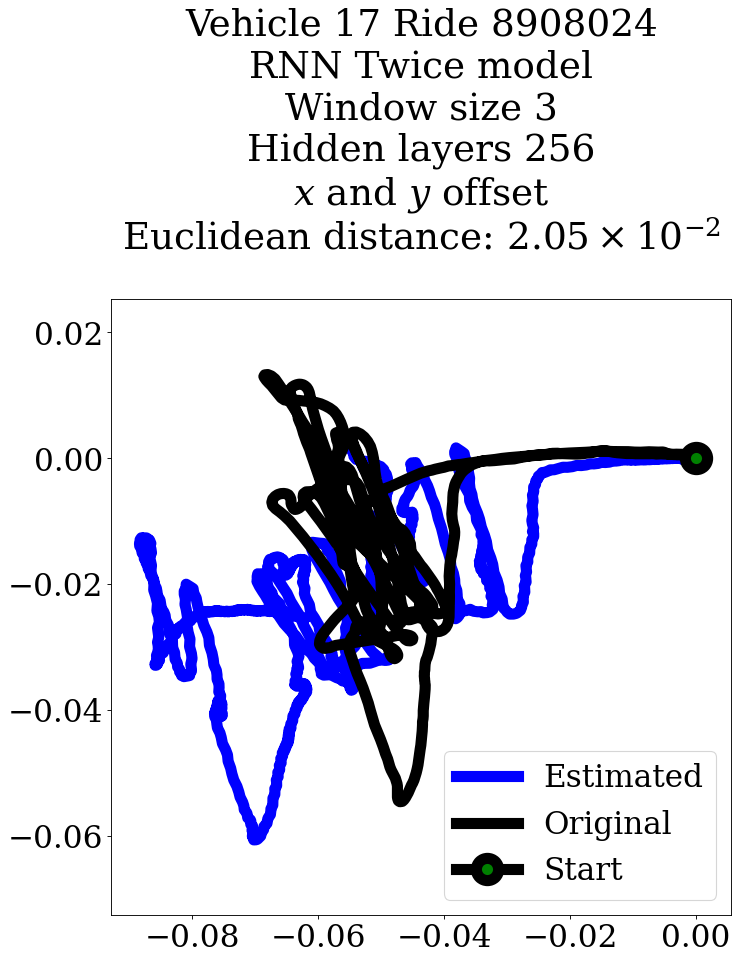 Vehicle 17 Ride 8908024
RNN Twice model
Window size 3
Hidden layers 256
x and y offset
Euclidean distance: 2.05 × 10⁻²
0.02
0.00
−0.02
−0.04
−0.06
Estimated
Original
Start
−0.08 −0.06 −0.04 −0.02 0.00